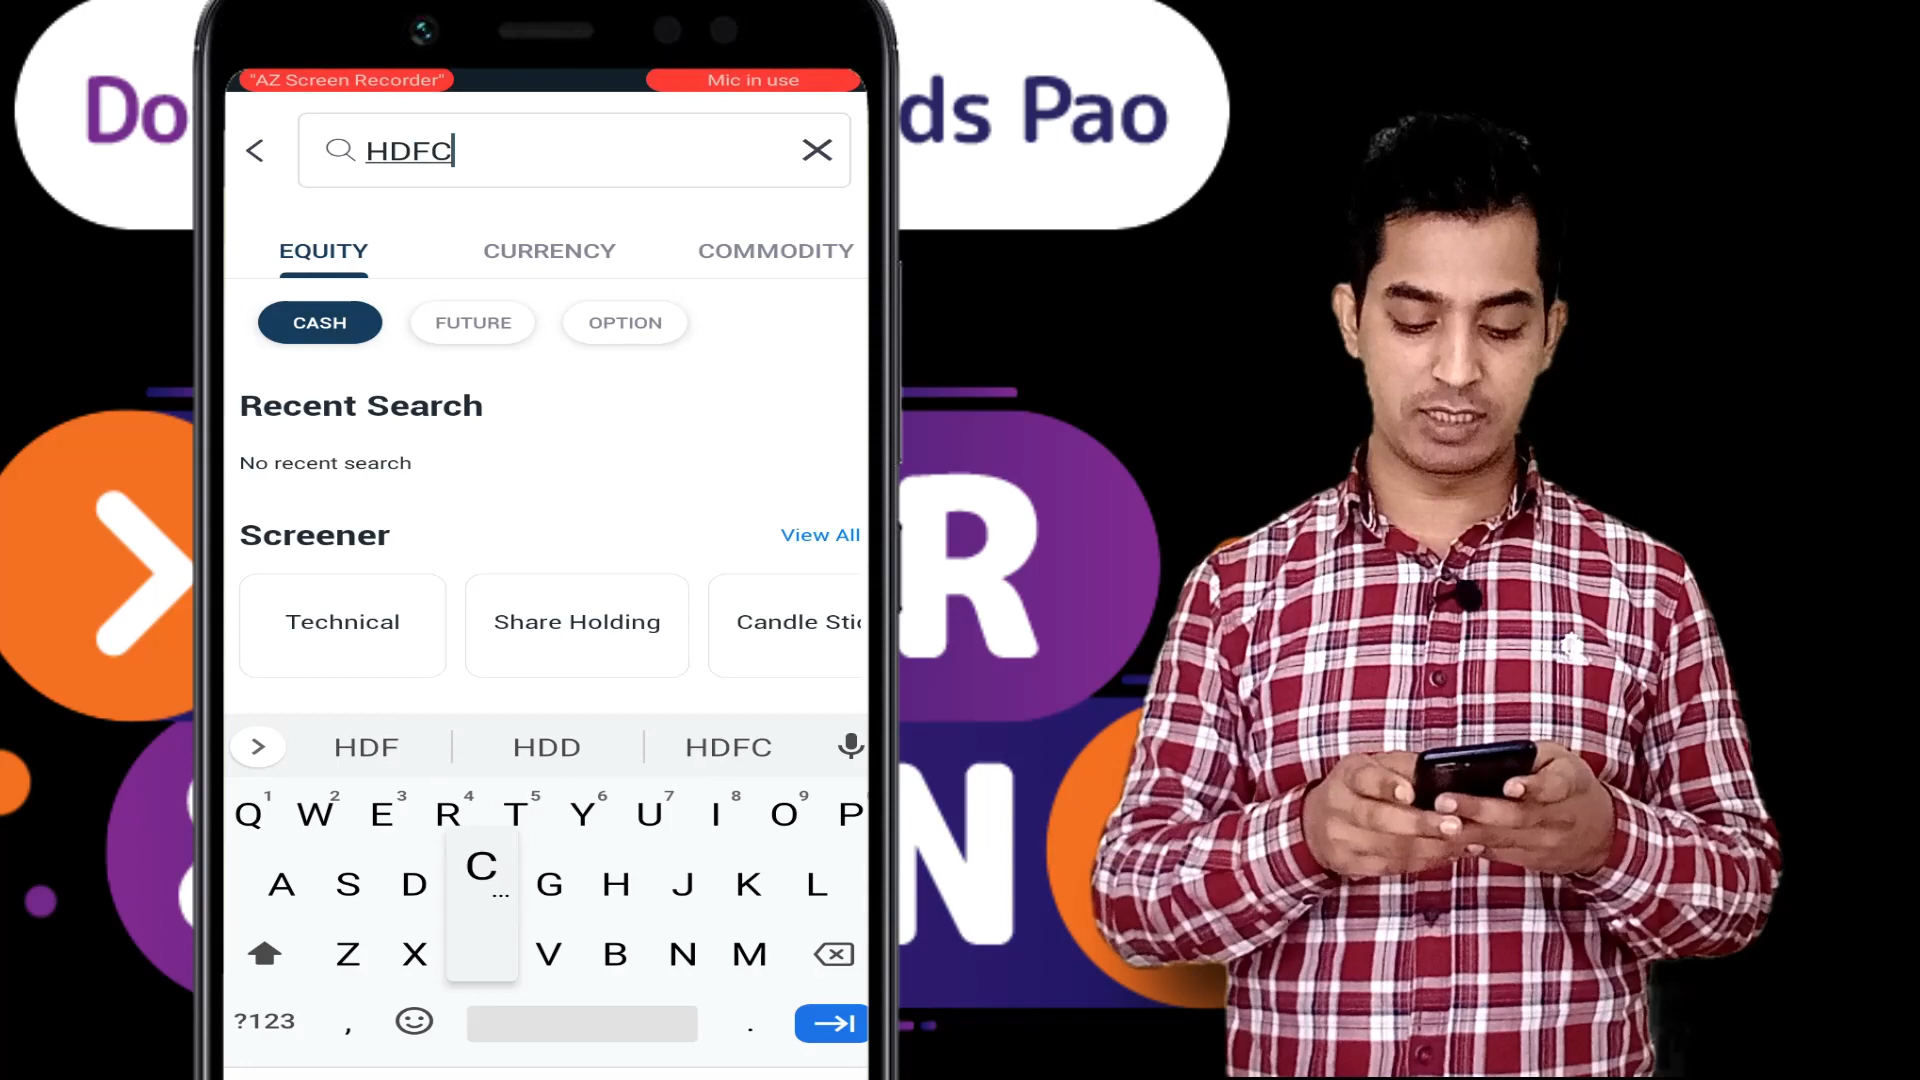 Do
ds Pao
"AZ Screen Recorder"
Mic in use
HDFC
EQUITY CURRENCY COMMODITY
CASH FUTURE OPTION
Recent Search
No recent search
Screener View All
Technical Share Holding Candle Stic
R
N
HDF HDD HDFC
1 2 3 4 5 6 7 8 9
Q W E R T Y U I O P
C
...
A S D G H J K L
Z X V B N M
?123 , .